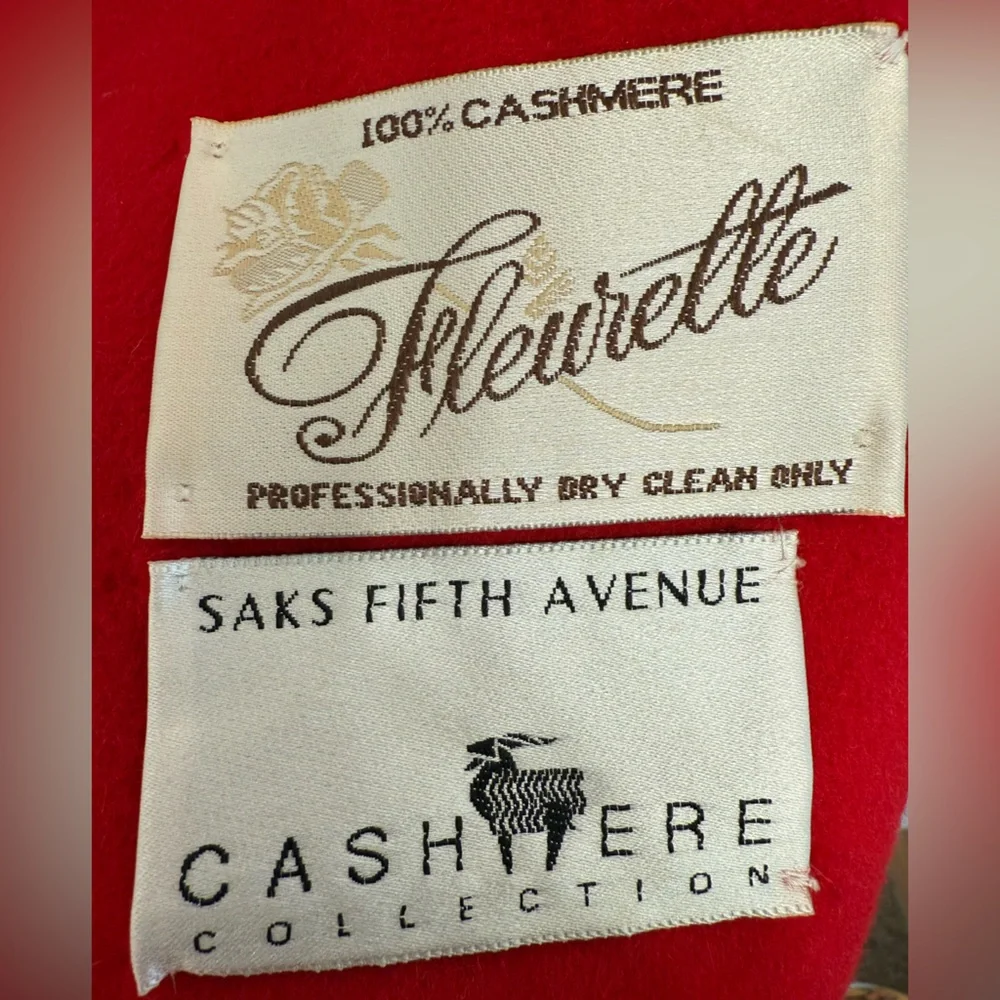 100% CASHMERE
Fleurette
PROFESSIONALLY DRY CLEAN ONLY
SAKS FIFTH AVENUE
CASHMERE
COLLECTION